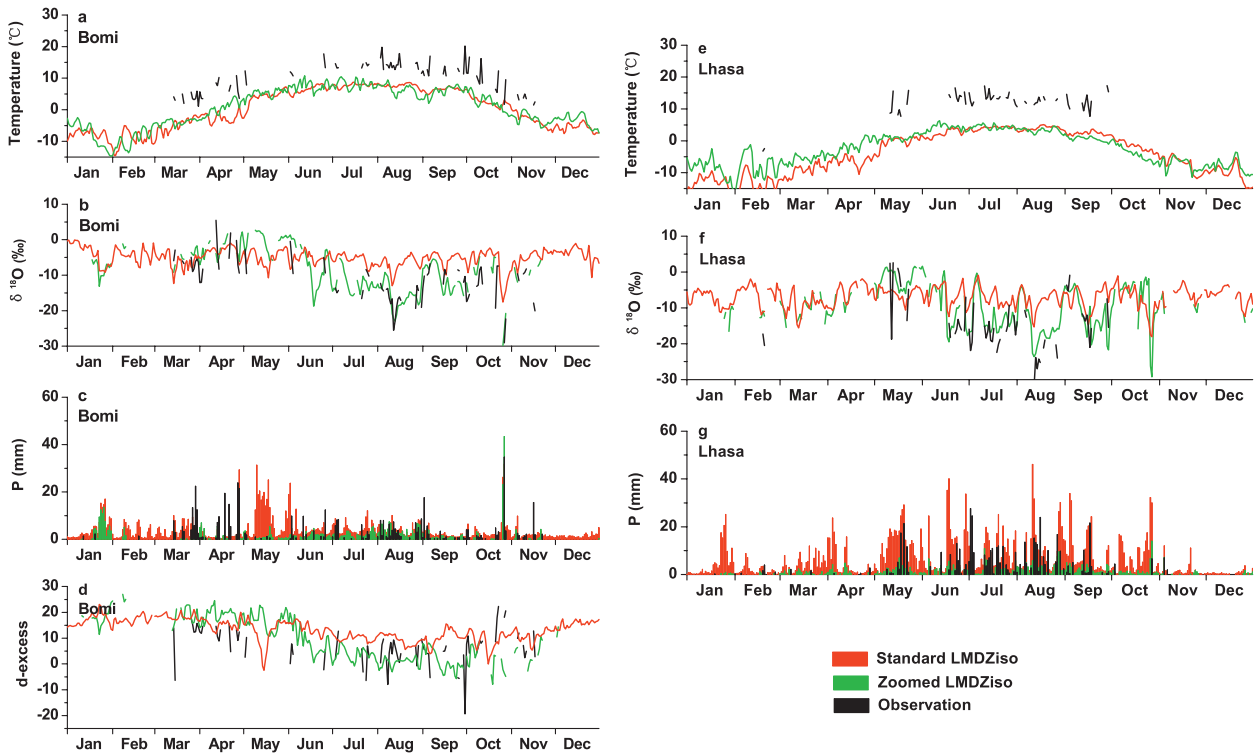 a
Bomi
Temperature (℃)
30
20
10
0
-10
Jan Feb Mar Apr May Jun Jul Aug Sep Oct Nov Dec
b
Bomi
δ ¹⁸O (‰)
10
0
-10
-20
-30
Jan Feb Mar Apr May Jun Jul Aug Sep Oct Nov Dec
c
Bomi
P (mm)
60
40
20
0
Jan Feb Mar Apr May Jun Jul Aug Sep Oct Nov Dec
d
Bomi
d-excess
30
20
10
0
-10
-20
Jan Feb Mar Apr May Jun Jul Aug Sep Oct Nov Dec
e
Lhasa
Temperature (℃)
30
20
10
0
-10
Jan Feb Mar Apr May Jun Jul Aug Sep Oct Nov Dec
f
Lhasa
δ ¹⁸O (‰)
10
0
-10
-20
-30
Jan Feb Mar Apr May Jun Jul Aug Sep Oct Nov Dec
g
Lhasa
P (mm)
60
40
20
0
Jan Feb Mar Apr May Jun Jul Aug Sep Oct Nov Dec
Standard LMDZiso
Zoomed LMDZiso
Observation